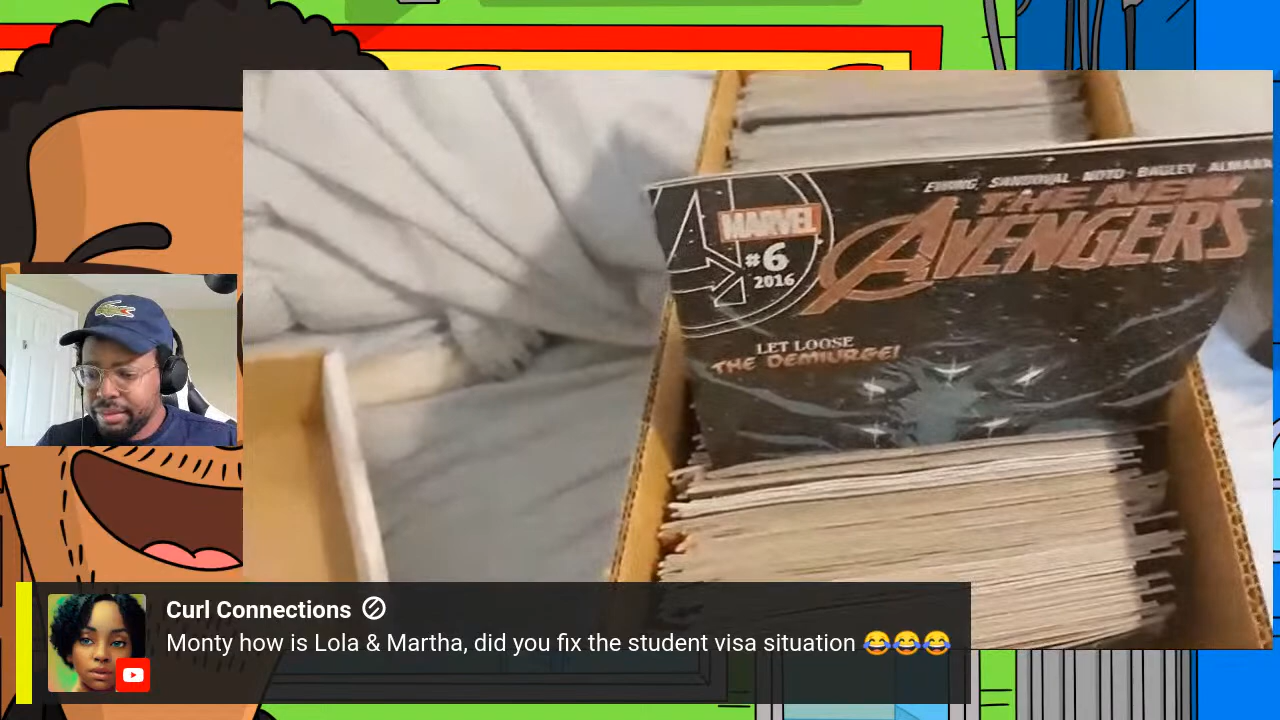 EWING, SANDOVAL · NOTO · BAGLEY · ALMARA
MARVEL
#6
2016
THE NEW
AVENGERS
LET LOOSE
THE DEMIURGE!
Curl Connections
Monty how is Lola & Martha, did you fix the student visa situation 😂😂😂